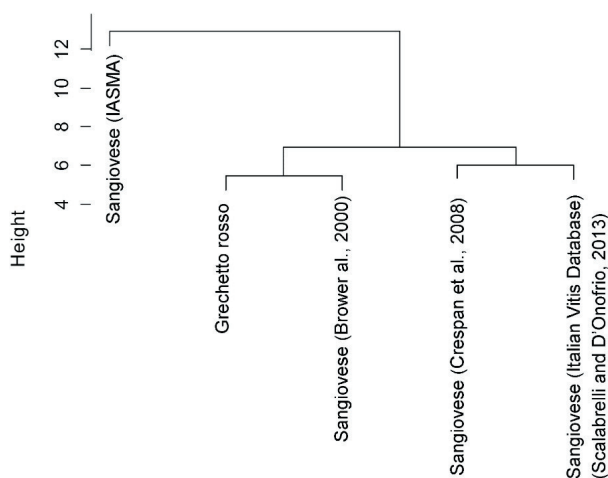 Height
4
6
8
10
12
Sangiovese (IASMA)
Grechetto rosso
Sangiovese (Brower al., 2000)
Sangiovese (Crespan et al., 2008)
Sangiovese (Italian Vitis Database)
(Scalabrelli and D'Onofrio, 2013)